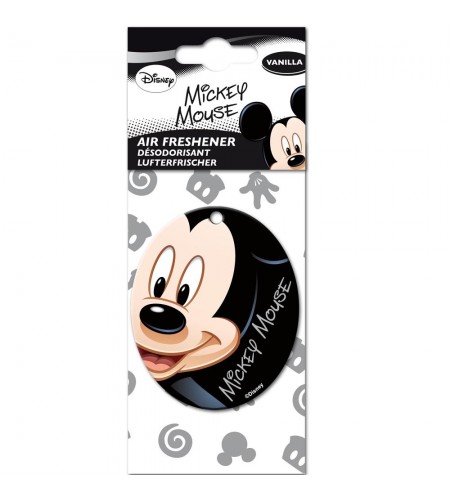 Disney
VANILLA
MICKEY
MOUSE
AIR FRESHENER
DÉSODORISANT
LUFTERFRISCHER
MICKEY MOUSE
©Disney